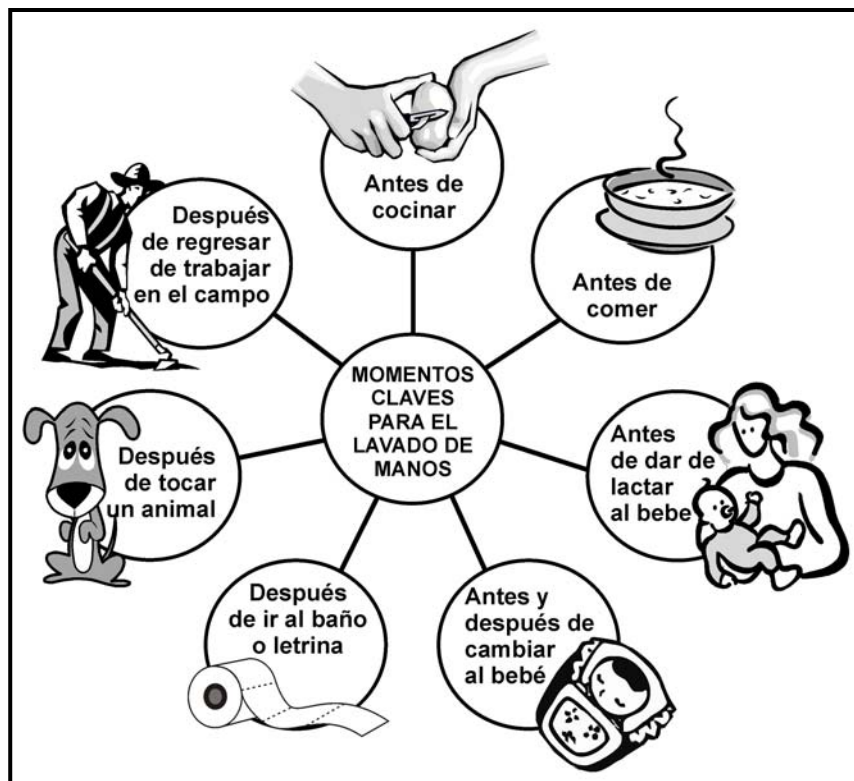 Antes de
cocinar
Antes de
comer
Antes
de dar de
lactar
al bebe
Antes y
después de
cambiar
al bebé
Después
de ir al baño
o letrina
Después
de tocar
un animal
Después
de regresar
de trabajar
en el campo
MOMENTOS
CLAVES
PARA EL
LAVADO DE
MANOS